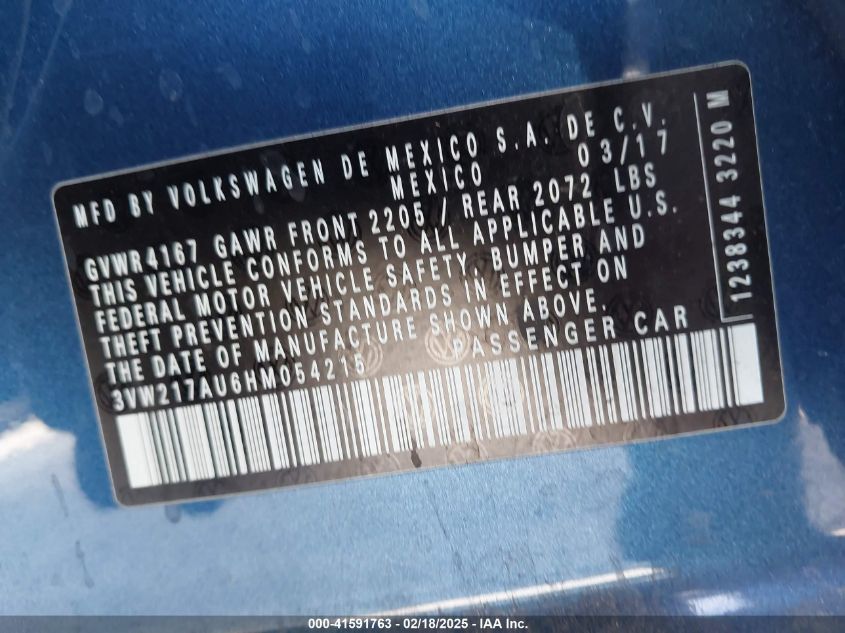 MFD BY VOLKSWAGEN DE MEXICO S.A. DE C.V.
MEXICO 03/17
GVWR4167 GAWR FRONT 2205 / REAR 2072 LBS
THIS VEHICLE CONFORMS TO ALL APPLICABLE U.S.
FEDERAL MOTOR VEHICLE SAFETY BUMPER AND
THEFT PREVENTION STANDARDS IN EFFECT ON
THE DATE OF MANUFACTURE SHOWN ABOVE.
3VW217AU6HM054215 PASSENGER CAR
1238344 3220 M
000-41591763 - 02/18/2025 - IAA Inc.